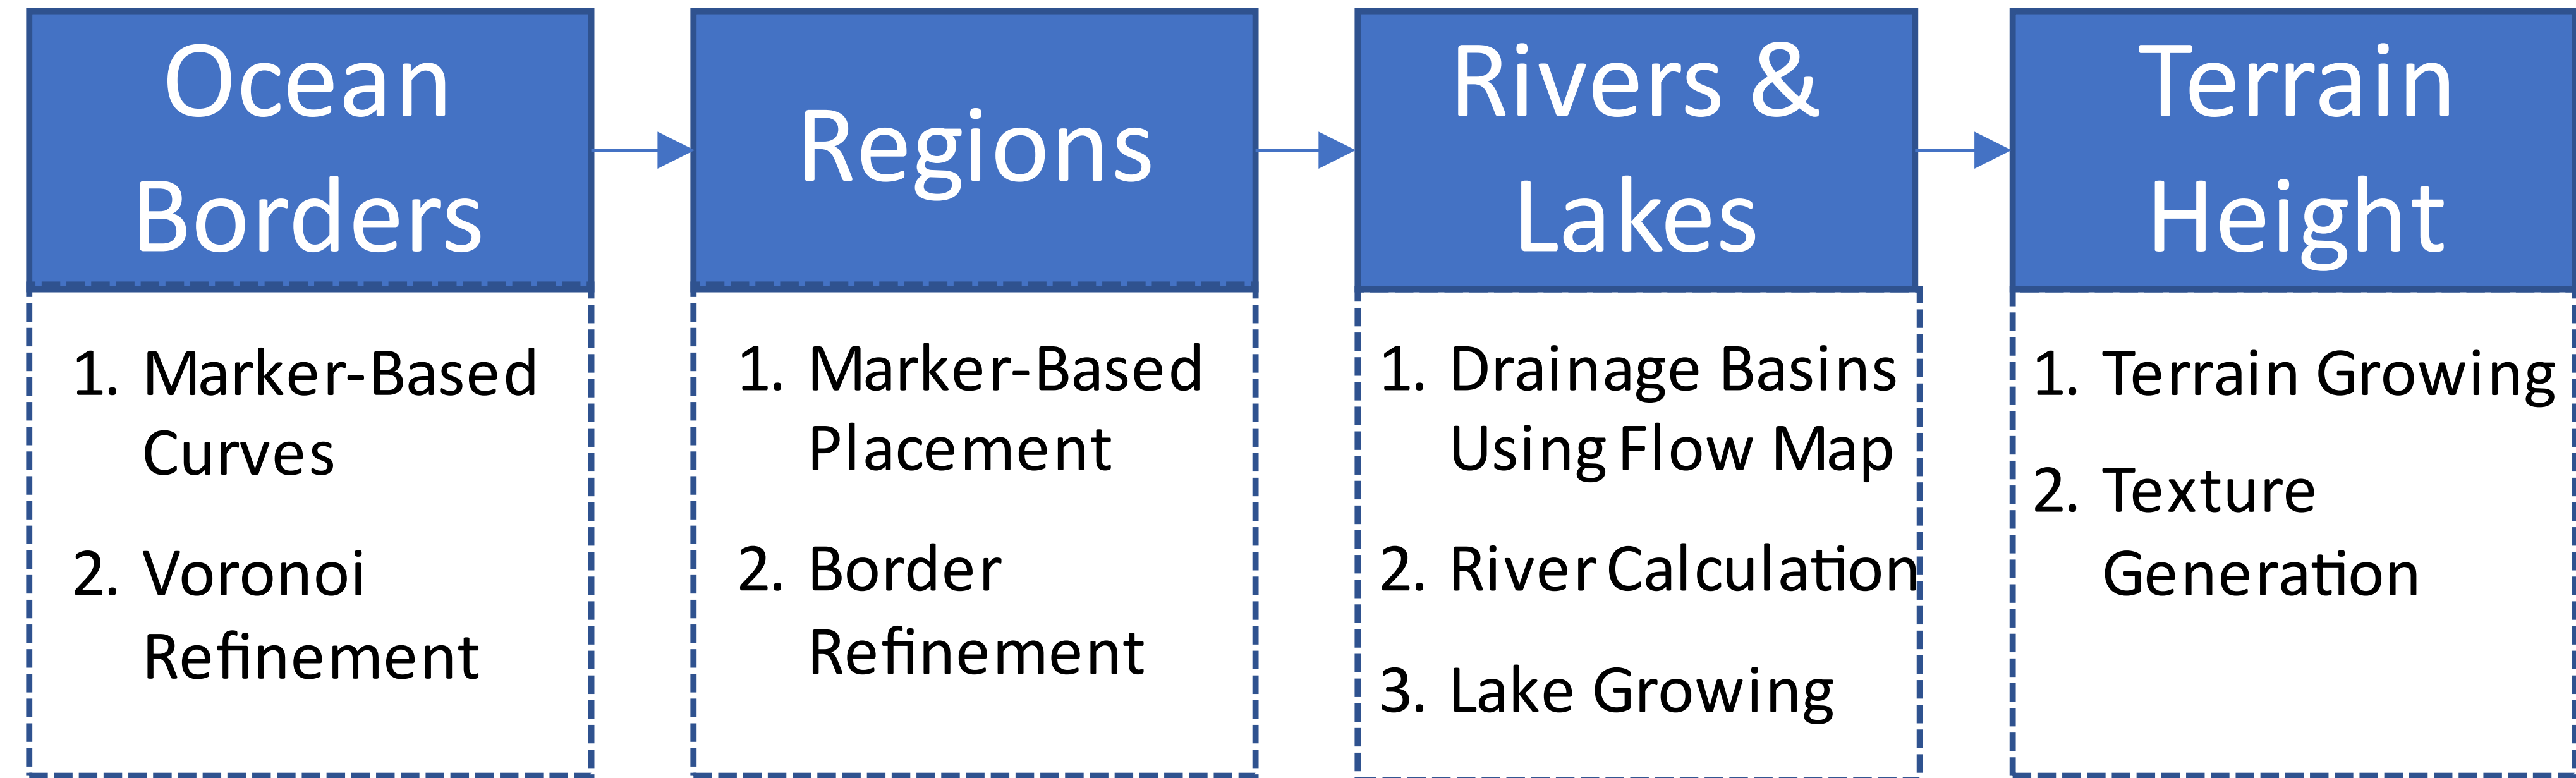 Ocean
Borders
1. Marker-Based
Curves
2. Voronoi
Refinement
Regions
1. Marker-Based
Placement
2. Border
Refinement
Rivers &
Lakes
1. Drainage Basins
Using Flow Map
2. River Calculation
3. Lake Growing
Terrain
Height
1. Terrain Growing
2. Texture
Generation